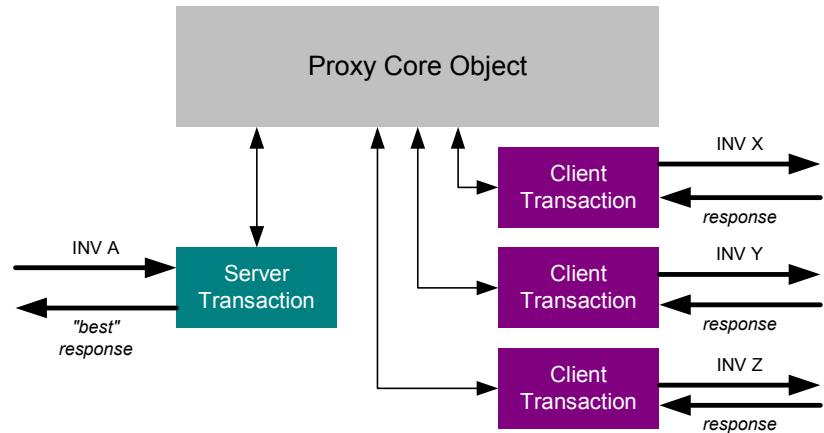 Proxy Core Object
INV X
Client
Transaction
response
INV A
Server
Transaction
"best"
response
INV Y
Client
Transaction
response
INV Z
Client
Transaction
response